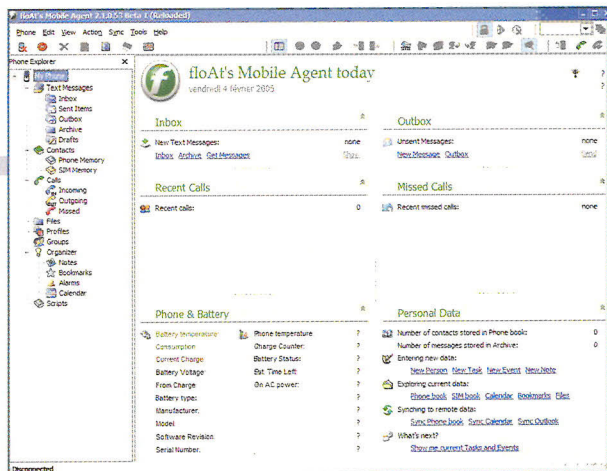 floAt's Mobile Agent 2.1.0.53 Beta 1 (Reloaded)
Phone Edit View Action Sync Tools Help
Phone Explorer
My Phone
Text Messages
Inbox
Sent Items
Outbox
Archive
Drafts
Contacts
Phone Memory
SIM Memory
Calls
Incoming
Outgoing
Missed
Files
Profiles
Groups
Organizer
Notes
Bookmarks
Alarms
Calendar
Scripts
floAt's Mobile Agent today
vendredi 4 février 2005
?
?
Inbox
New Text Messages: none
Inbox Archive Get Messages
Outbox
Unsent Messages: none
New Message Outbox Send
Recent Calls
Recent calls: 0
Missed Calls
Recent missed calls: none
Phone & Battery
Battery temperature ? Phone temperature ?
Consumption ? Charge Counter: ?
Current Charge ? Battery Status: ?
Battery Voltage ? Est. Time Left ?
From Charge ? On AC power: ?
Battery type: ?
Manufacturer: ?
Model ?
Software Revision ?
Serial Number. ?
Personal Data
Number of contacts stored in Phone book: 0
Number of messages stored in Archive: 0
Entering new data:
New Person New Task New Event New Note
Exploring current data:
Phone book SIM book Calendar Bookmarks Files
Synching to remote data:
Sync Phone book Sync Calendar Sync Outlook
What's next?
Show me current Tasks and Events
Disconnected